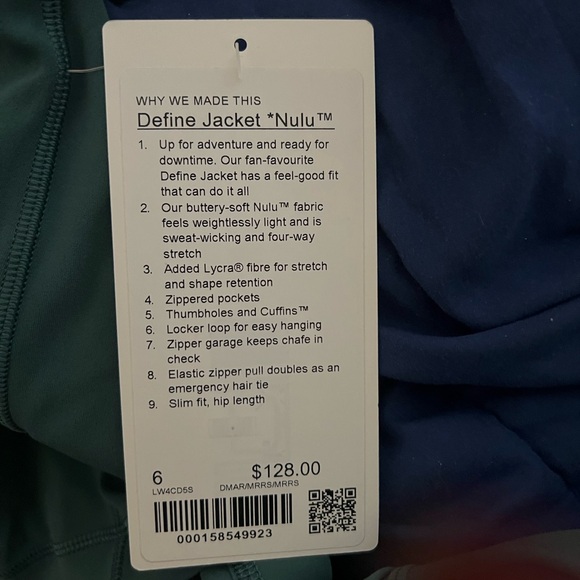 WHY WE MADE THIS
Define Jacket *Nulu™
1. Up for adventure and ready for
downtime. Our fan-favourite
Define Jacket has a feel-good fit
that can do it all
2. Our buttery-soft Nulu™ fabric
feels weightlessly light and is
sweat-wicking and four-way
stretch
3. Added Lycra® fibre for stretch
and shape retention
4. Zippered pockets
5. Thumbholes and Cuffins™
6. Locker loop for easy hanging
7. Zipper garage keeps chafe in
check
8. Elastic zipper pull doubles as an
emergency hair tie
9. Slim fit, hip length
6 $128.00
LW4CD5S DMAR/MRRS/MRRS
000158549923